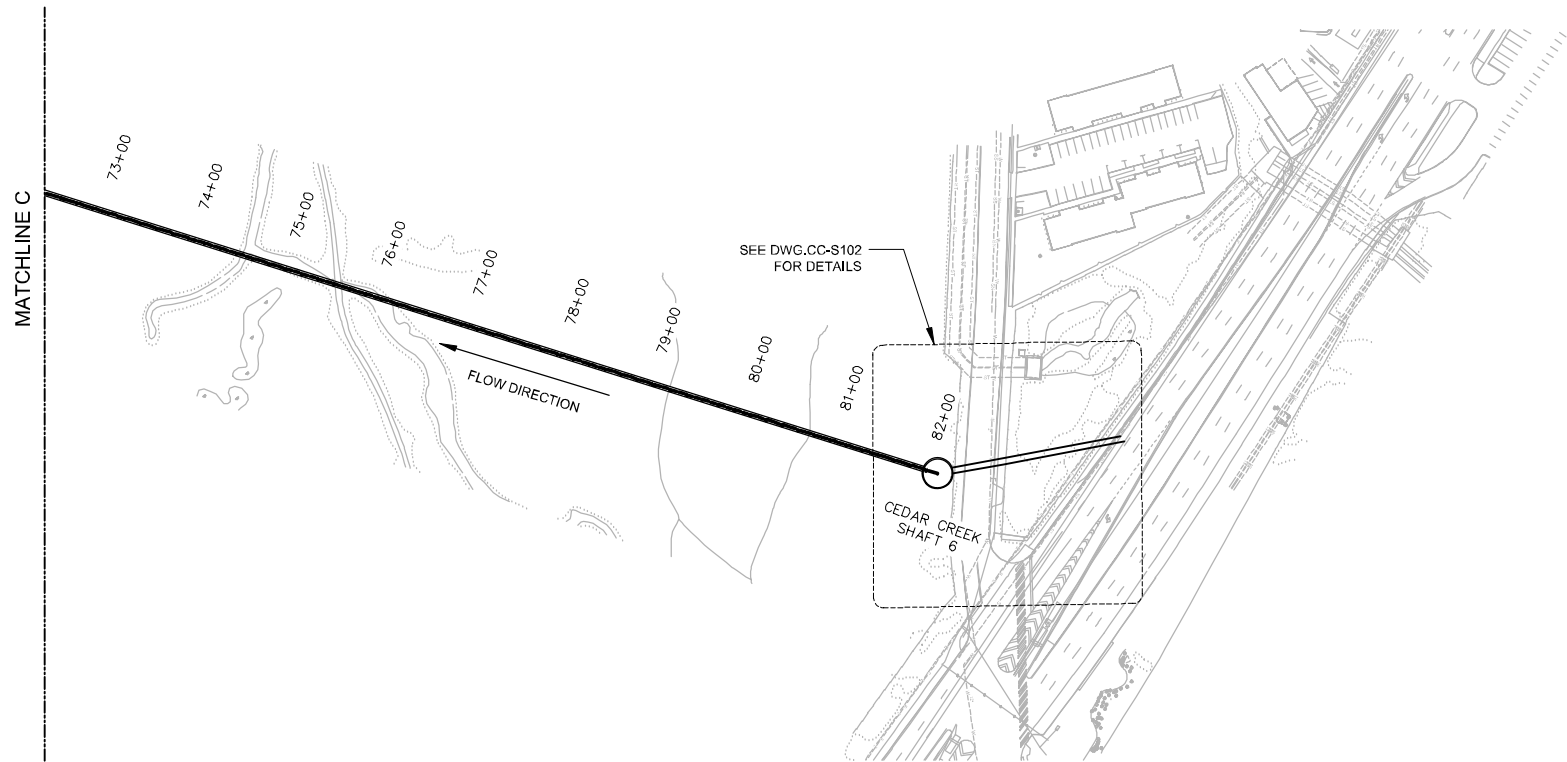 MATCHLINE C
73+00
74+00
75+00
76+00
77+00
78+00
79+00
80+00
81+00
82+00
FLOW DIRECTION
SEE DWG.CC-S102
FOR DETAILS
CEDAR CREEK
SHAFT 6